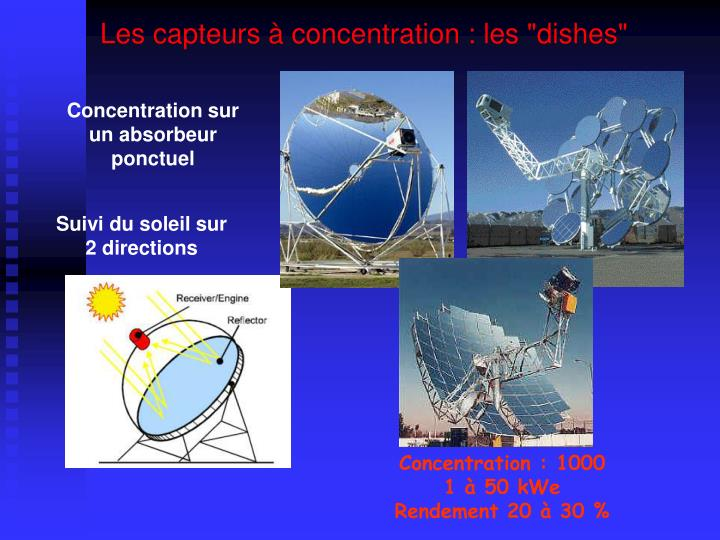 Les capteurs à concentration : les "dishes"
Concentration sur
un absorbeur
ponctuel
Suivi du soleil sur
2 directions
Receiver/Engine
Reflector
Concentration : 1000
1 à 50 kWe
Rendement 20 à 30 %